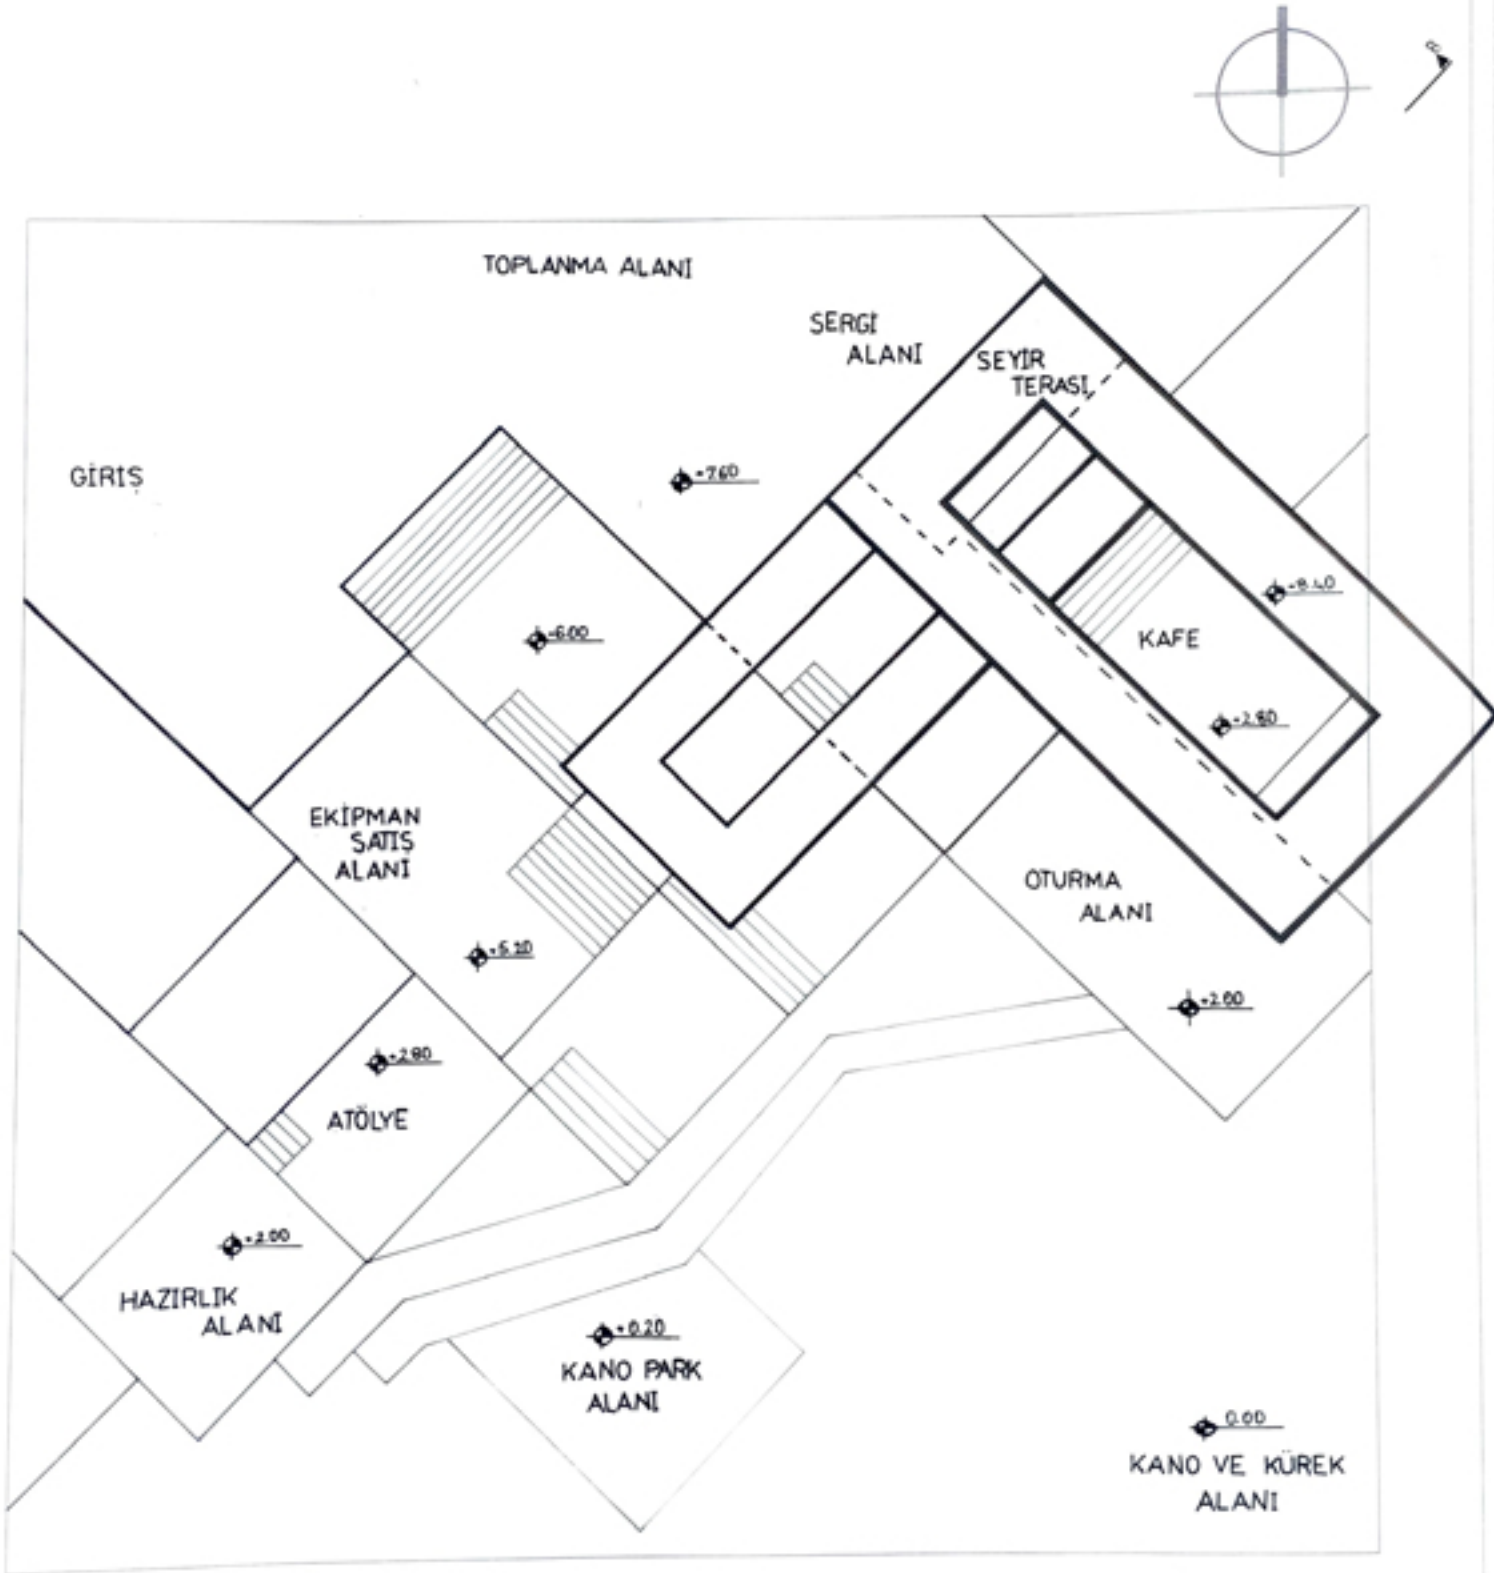 B
TOPLANMA ALANI
SERGİ
ALANI
SEYİR
TERASI
GİRİŞ
+7.60
+8.40
-6.00
KAFE
+2.80
EKİPMAN
SATIŞ
ALANI
OTURMA
ALANI
+5.20
+2.00
+2.80
ATÖLYE
+2.00
HAZIRLIK
ALANI
+0.20
KANO PARK
ALANI
0.00
KANO VE KÜREK
ALANI